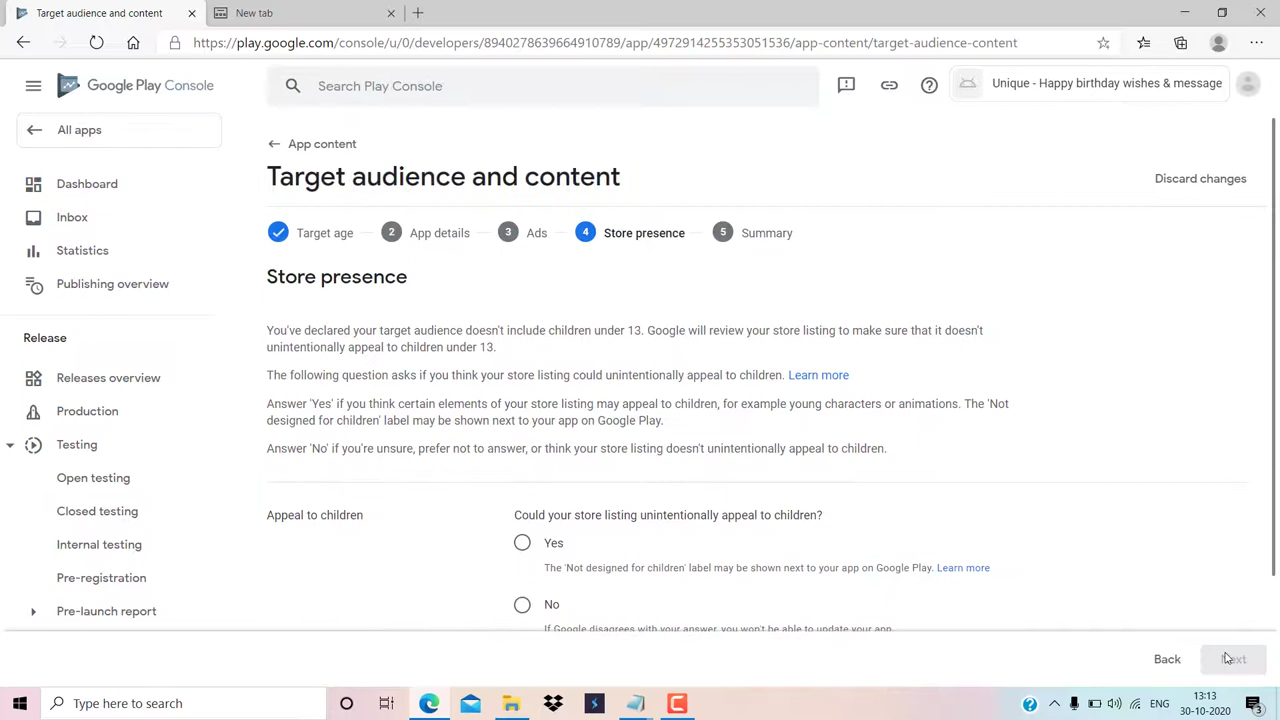 Target audience and content
New tab
https://play.google.com/console/u/0/developers/8940278639664910789/app/4972914255353051536/app-content/target-audience-content
Google Play Console
Search Play Console
Unique - Happy birthday wishes & message
All apps
Dashboard
Inbox
Statistics
Publishing overview
Release
Releases overview
Production
Testing
Open testing
Closed testing
Internal testing
Pre-registration
Pre-launch report
App content
Target audience and content
Discard changes
Target age
2 App details
3 Ads
4 Store presence
5 Summary
Store presence
You've declared your target audience doesn't include children under 13. Google will review your store listing to make sure that it doesn't
unintentionally appeal to children under 13.
The following question asks if you think your store listing could unintentionally appeal to children. Learn more
Answer 'Yes' if you think certain elements of your store listing may appeal to children, for example young characters or animations. The 'Not
designed for children' label may be shown next to your app on Google Play.
Answer 'No' if you're unsure, prefer not to answer, or think your store listing doesn't unintentionally appeal to children.
Appeal to children
Could your store listing unintentionally appeal to children?
Yes
The 'Not designed for children' label may be shown next to your app on Google Play. Learn more
No
If Google disagrees with your answer, you won't be able to update your app.
Back
Next
Type here to search
ENG
13:13
30-10-2020
3